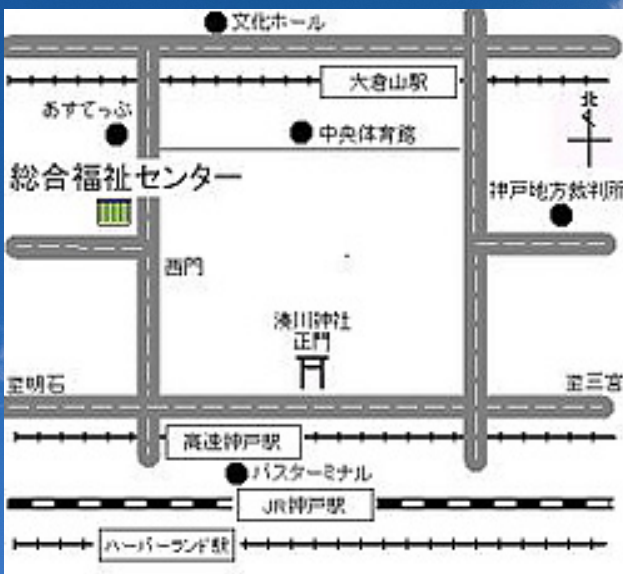 文化ホール
大倉山駅
あすてっぷ
中央体育館
北
総合福祉センター
神戸地方裁判所
西門
湊川神社
正門
至明石
至三宮
高速神戸駅
バスターミナル
JR神戸駅
ハーバーランド駅